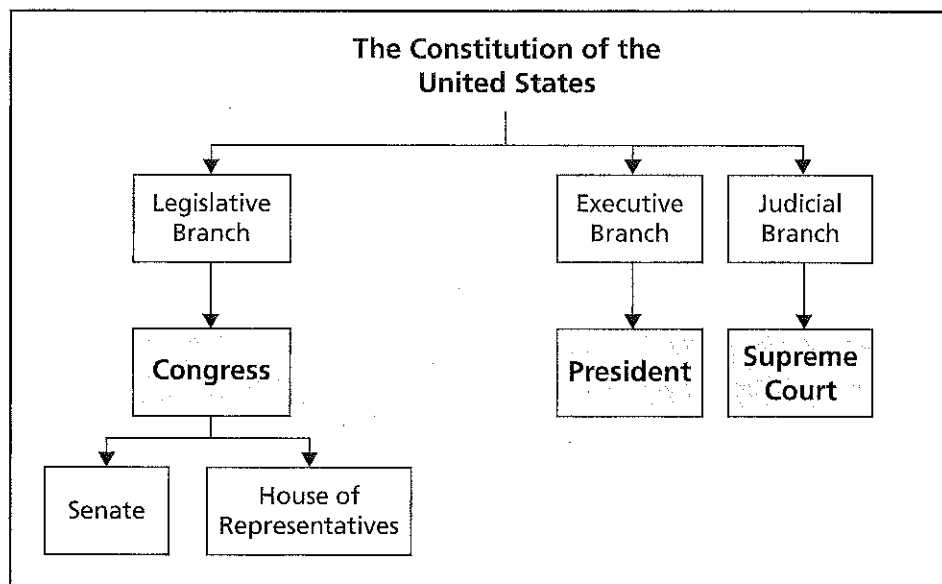 The Constitution of the
United States
Legislative
Branch
Executive
Branch
Judicial
Branch
Congress
President
Supreme
Court
Senate
House of
Representatives